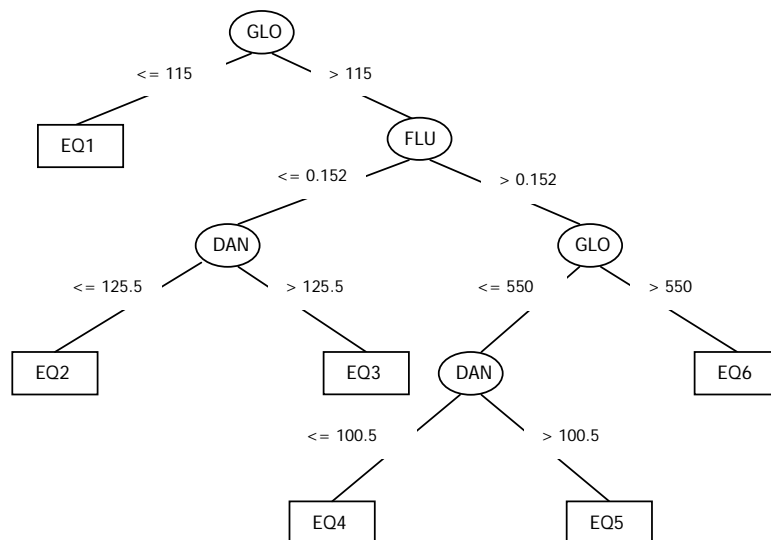 GLO
<= 115
> 115
EQ1
FLU
<= 0.152
> 0.152
DAN
GLO
<= 125.5
> 125.5
<= 550
> 550
EQ2
EQ3
DAN
EQ6
<= 100.5
> 100.5
EQ4
EQ5